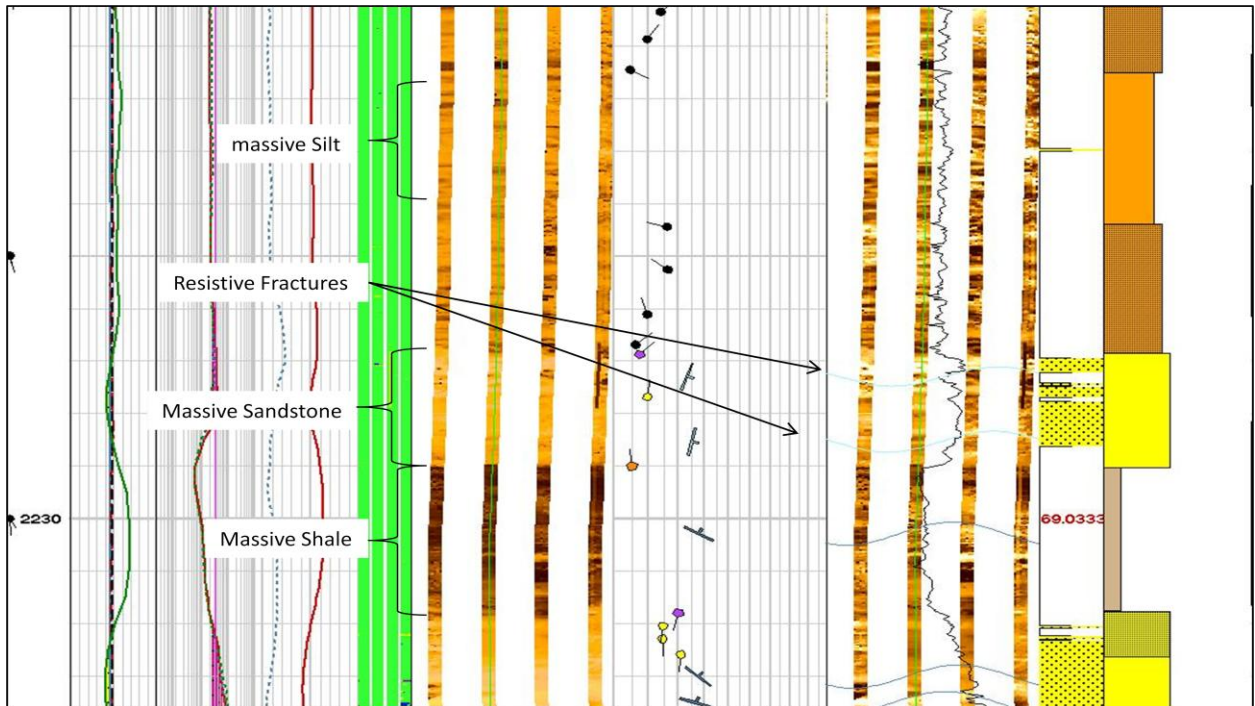 massive Silt
Resistive Fractures
Massive Sandstone
2230
69.0333
Massive Shale